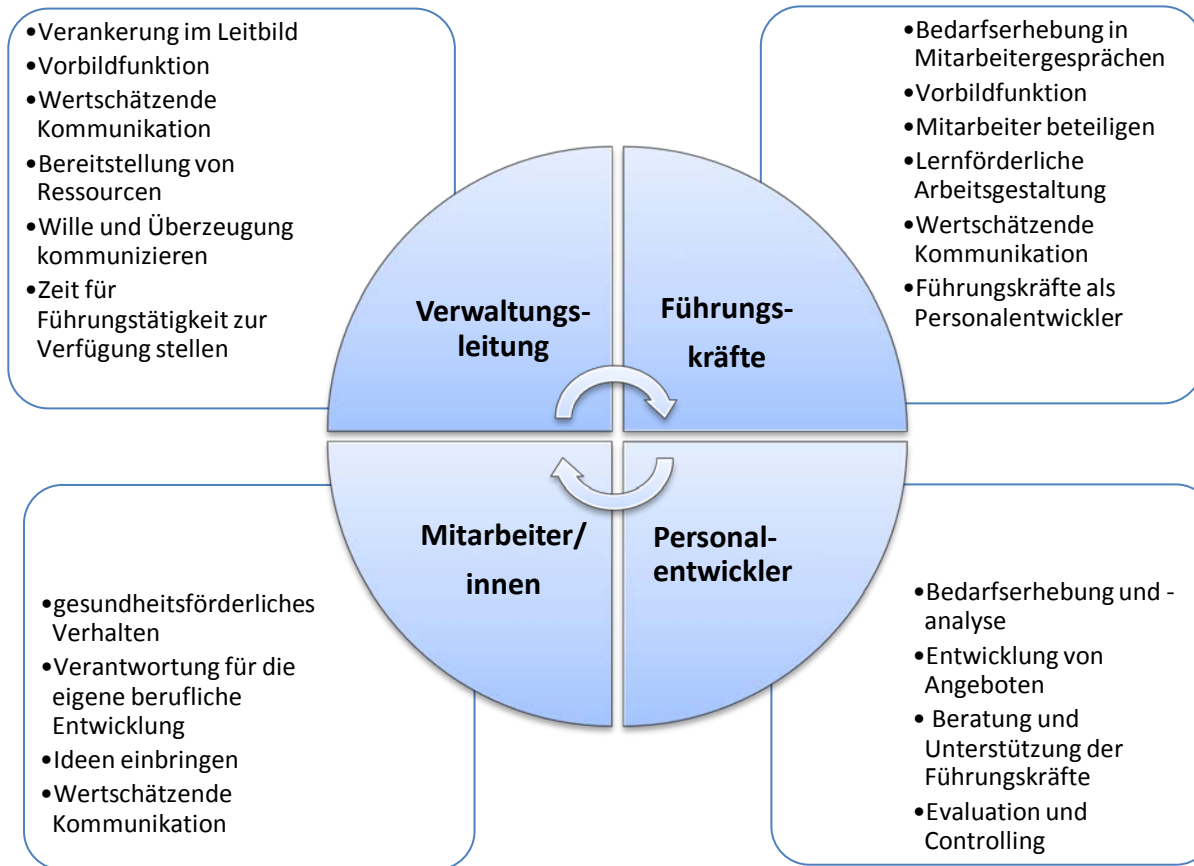 •Verankerung im Leitbild
•Vorbildfunktion
•Wertschätzende
Kommunikation
•Bereitstellung von
Ressourcen
•Wille und Überzeugung
kommunizieren
•Zeit für
Führungstätigkeit zur
Verfügung stellen
•Bedarfserhebung in
Mitarbeitergesprächen
•Vorbildfunktion
•Mitarbeiter beteiligen
•Lernförderliche
Arbeitsgestaltung
•Wertschätzende
Kommunikation
•Führungskräfte als
Personalentwickler
Verwaltungs-
leitung
Führungs-
kräfte
Mitarbeiter/
innen
Personal-
entwickler
•gesundheitsförderliches
Verhalten
•Verantwortung für die
eigene berufliche
Entwicklung
•Ideen einbringen
•Wertschätzende
Kommunikation
•Bedarfserhebung und -
analyse
•Entwicklung von
Angeboten
• Beratung und
Unterstützung der
Führungskräfte
•Evaluation und
Controlling